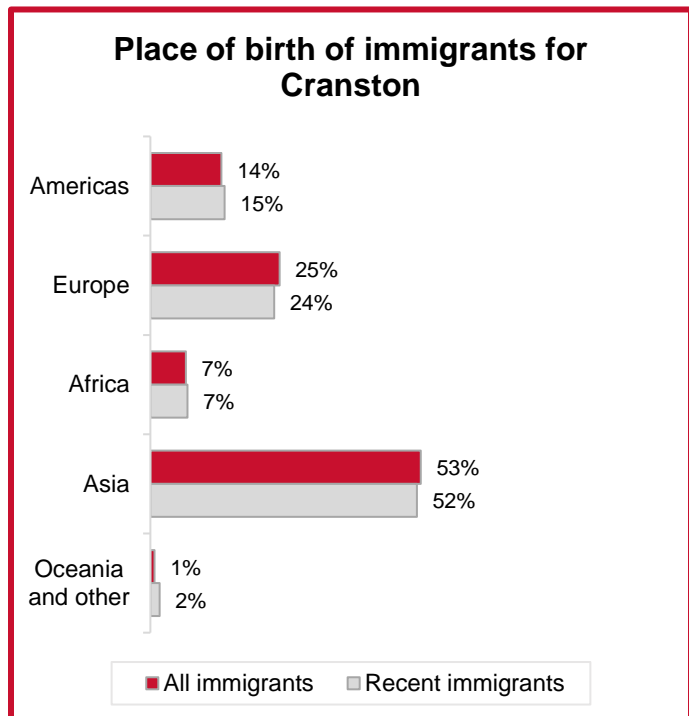 Place of birth of immigrants for
Cranston
Americas
14%
15%
Europe
25%
24%
Africa
7%
7%
Asia
53%
52%
Oceania
and other
1%
2%
All immigrants
Recent immigrants